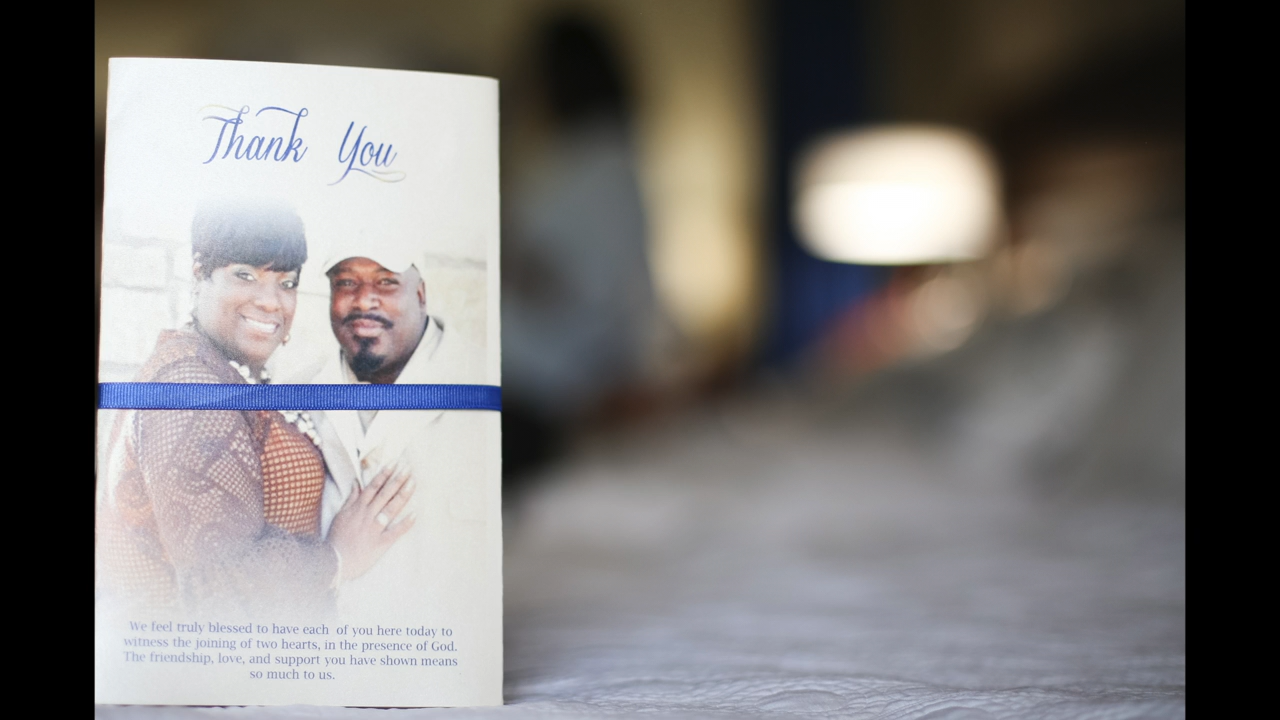 Thank You
We feel truly blessed to have each of you here today to
witness the joining of two hearts, in the presence of God.
The friendship, love, and support you have shown means
so much to us.